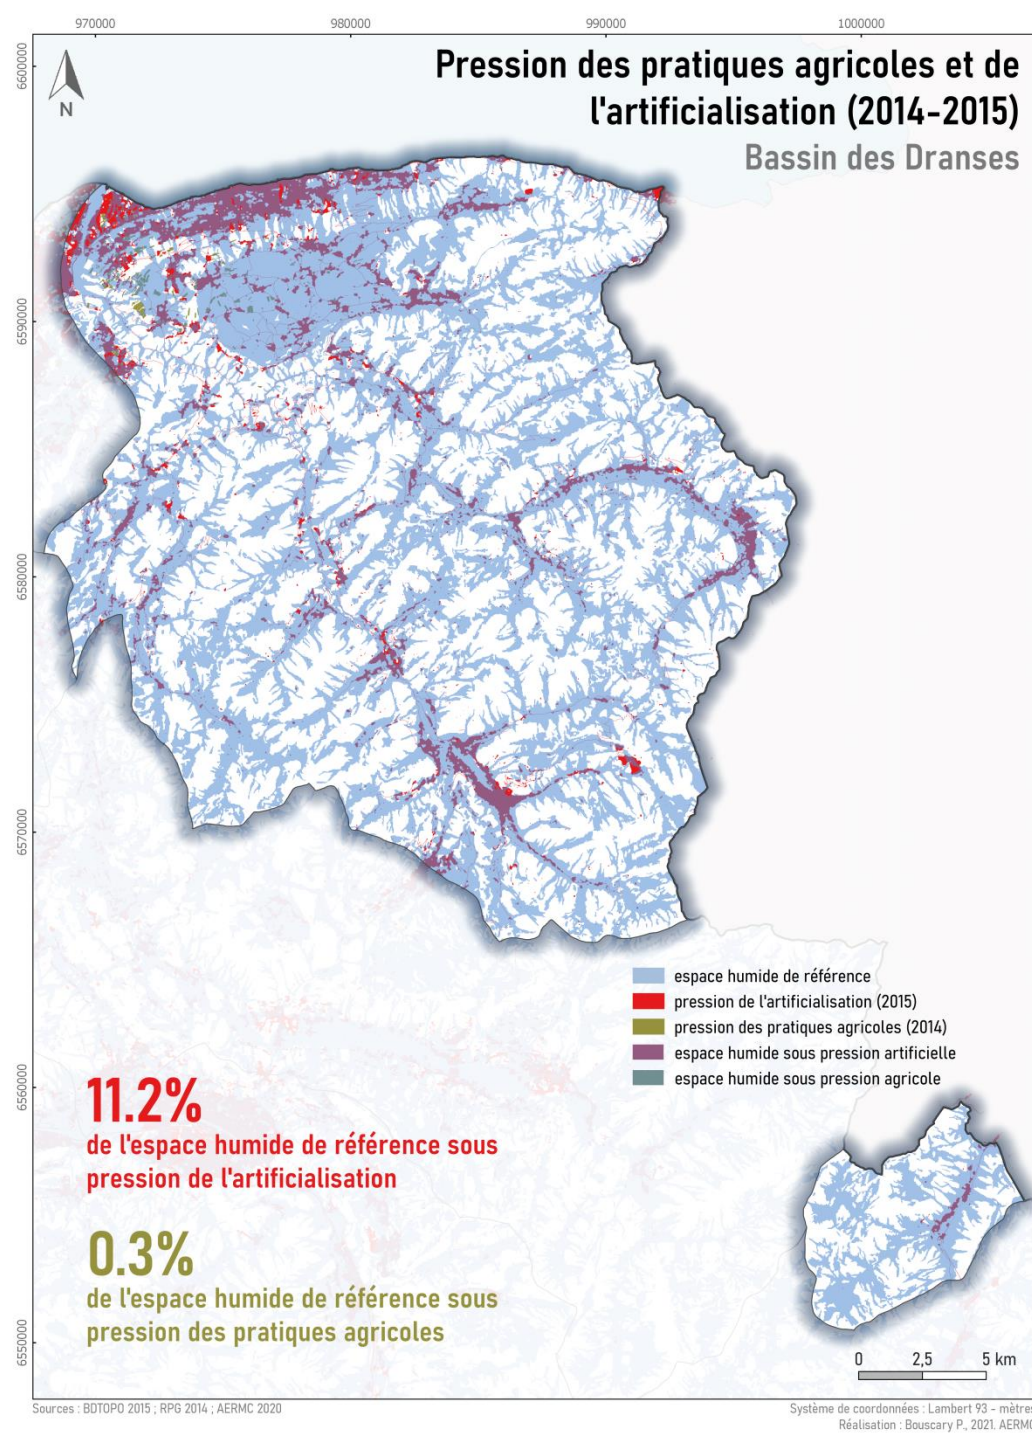 970000
980000
990000
1000000
6600000
Pression des pratiques agricoles et de
l'artificialisation (2014-2015)
Bassin des Dranses
N
6590000
6580000
6570000
espace humide de référence
pression de l'artificialisation (2015)
pression des pratiques agricoles (2014)
espace humide sous pression artificielle
espace humide sous pression agricole
6560000
11.2%
de l'espace humide de référence sous
pression de l'artificialisation
0.3%
de l'espace humide de référence sous
pression des pratiques agricoles
6550000
0 2,5 5 km
Sources : BDTOPO 2015 ; RPG 2014 ; AERMC 2020
Système de coordonnées : Lambert 93 - mètres
Réalisation : Bouscary P., 2021. AERMC